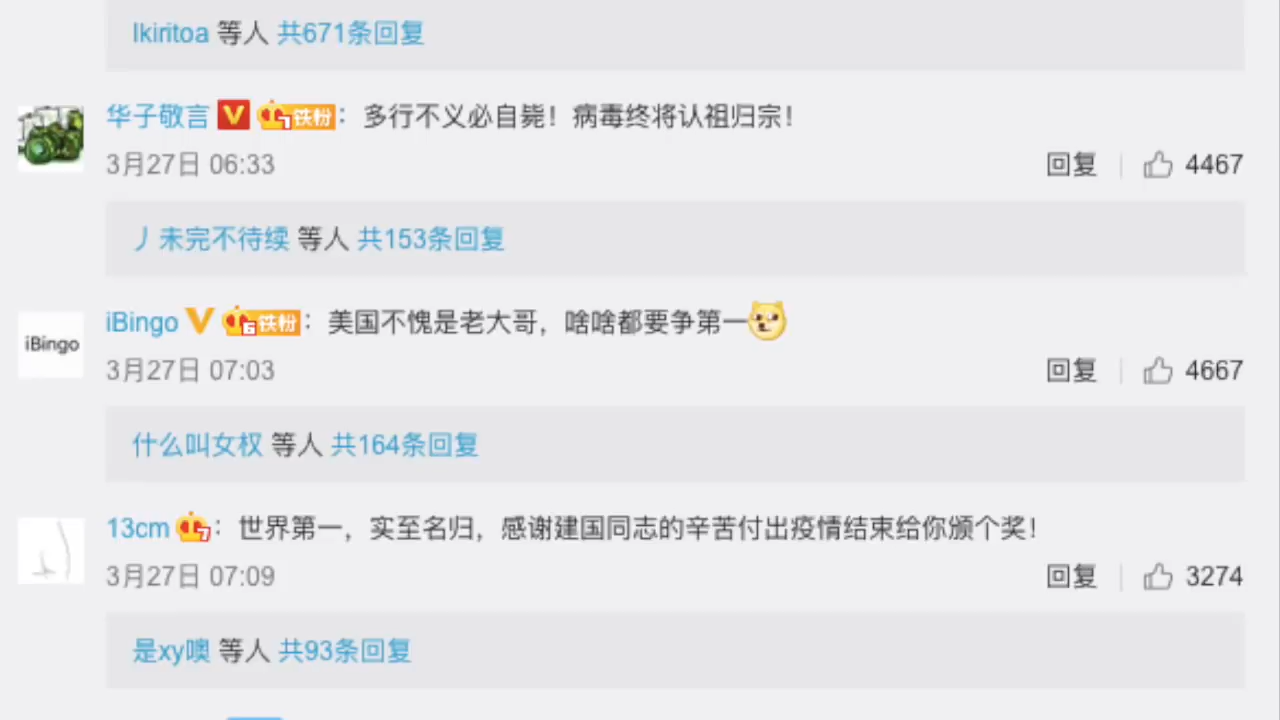 Ikiritoa 等人 共671条回复
华子敬言 V 7 铁粉：多行不义必自毙！病毒终将认祖归宗！
3月27日 06:33 回复 4467
丿未完不待续 等人 共153条回复
iBingo
iBingo V 6 铁粉：美国不愧是老大哥，啥啥都要争第一
3月27日 07:03 回复 4667
什么叫女权 等人 共164条回复
13cm 7：世界第一，实至名归，感谢建国同志的辛苦付出疫情结束给你颁个奖！
3月27日 07:09 回复 3274
是xy噢 等人 共93条回复